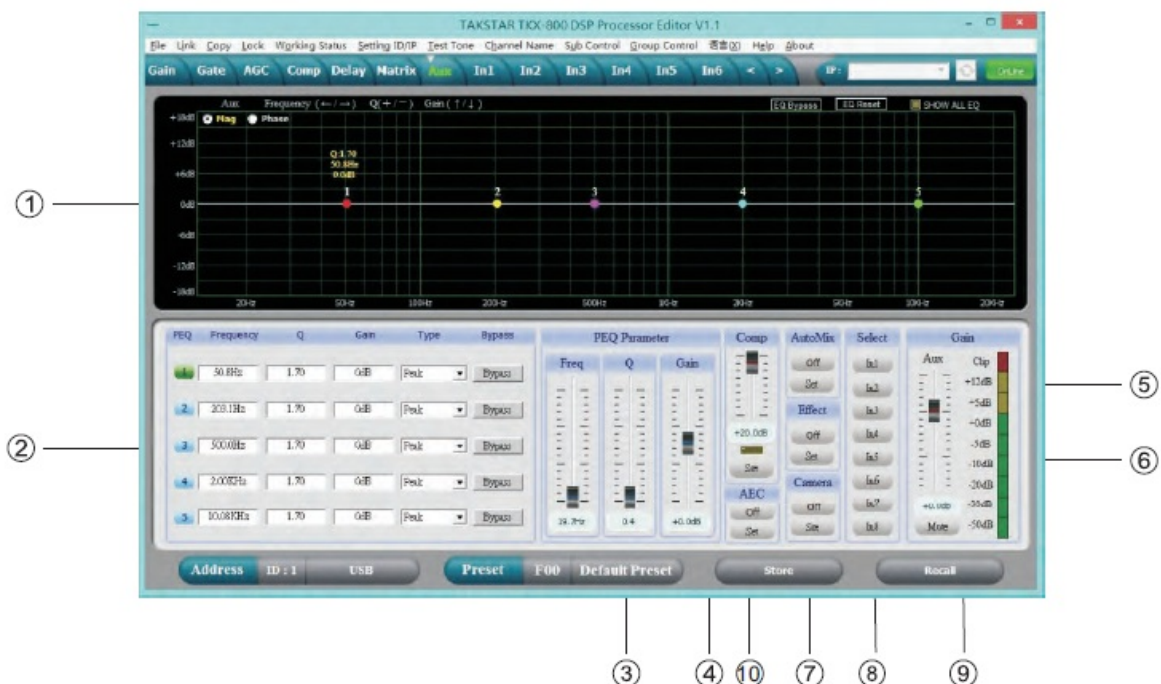 TAKSTAR TKX-800 DSP Processor Editor V1.1
File Link Copy Lock Working Status Setting ID/IP Test Tone Channel Name Sub Control Group Control 语言(X) Help About
Gain Gate AGC Comp Delay Matrix Aux In1 In2 In3 In4 In5 In6 < > IP: OnLine
Aux Frequency (←/→) Q(+/−) Gain (↑/↓) EQ Bypass EQ Reset SHOW ALL EQ
+18dB Mag Phase
+12dB
Q:1.70
50.8Hz
0.0dB
+6dB
1 2 3 4 5
0dB
-6dB
-12dB
-18dB
20Hz 50Hz 100Hz 200Hz 500Hz 1KHz 2KHz 5KHz 10KHz 20KHz
①
PEQ Frequency Q Gain Type Bypass
1 50.8Hz 1.70 0dB Peak Bypass
2 203.1Hz 1.70 0dB Peak Bypass
3 500.0Hz 1.70 0dB Peak Bypass
4 2.00KHz 1.70 0dB Peak Bypass
5 10.08KHz 1.70 0dB Peak Bypass
②
PEQ Parameter
Freq Q Gain
19.7Hz 0.4 +0.0dB
Comp
+20.0dB
Set
AEC
Off
Set
AutoMix
Off
Set
Effect
Off
Set
Camera
Off
Set
Select
In1
In2
In3
In4
In5
In6
In7
In8
Gain
Aux Clip
+12dB
+5dB
+0dB
-5dB
-10dB
-20dB
-35dB
-50dB
+0.0dB
Mute
⑤
⑥
Address ID : 1 USB Preset F00 Default Preset Store Recall
③ ④ ⑩ ⑦ ⑧ ⑨